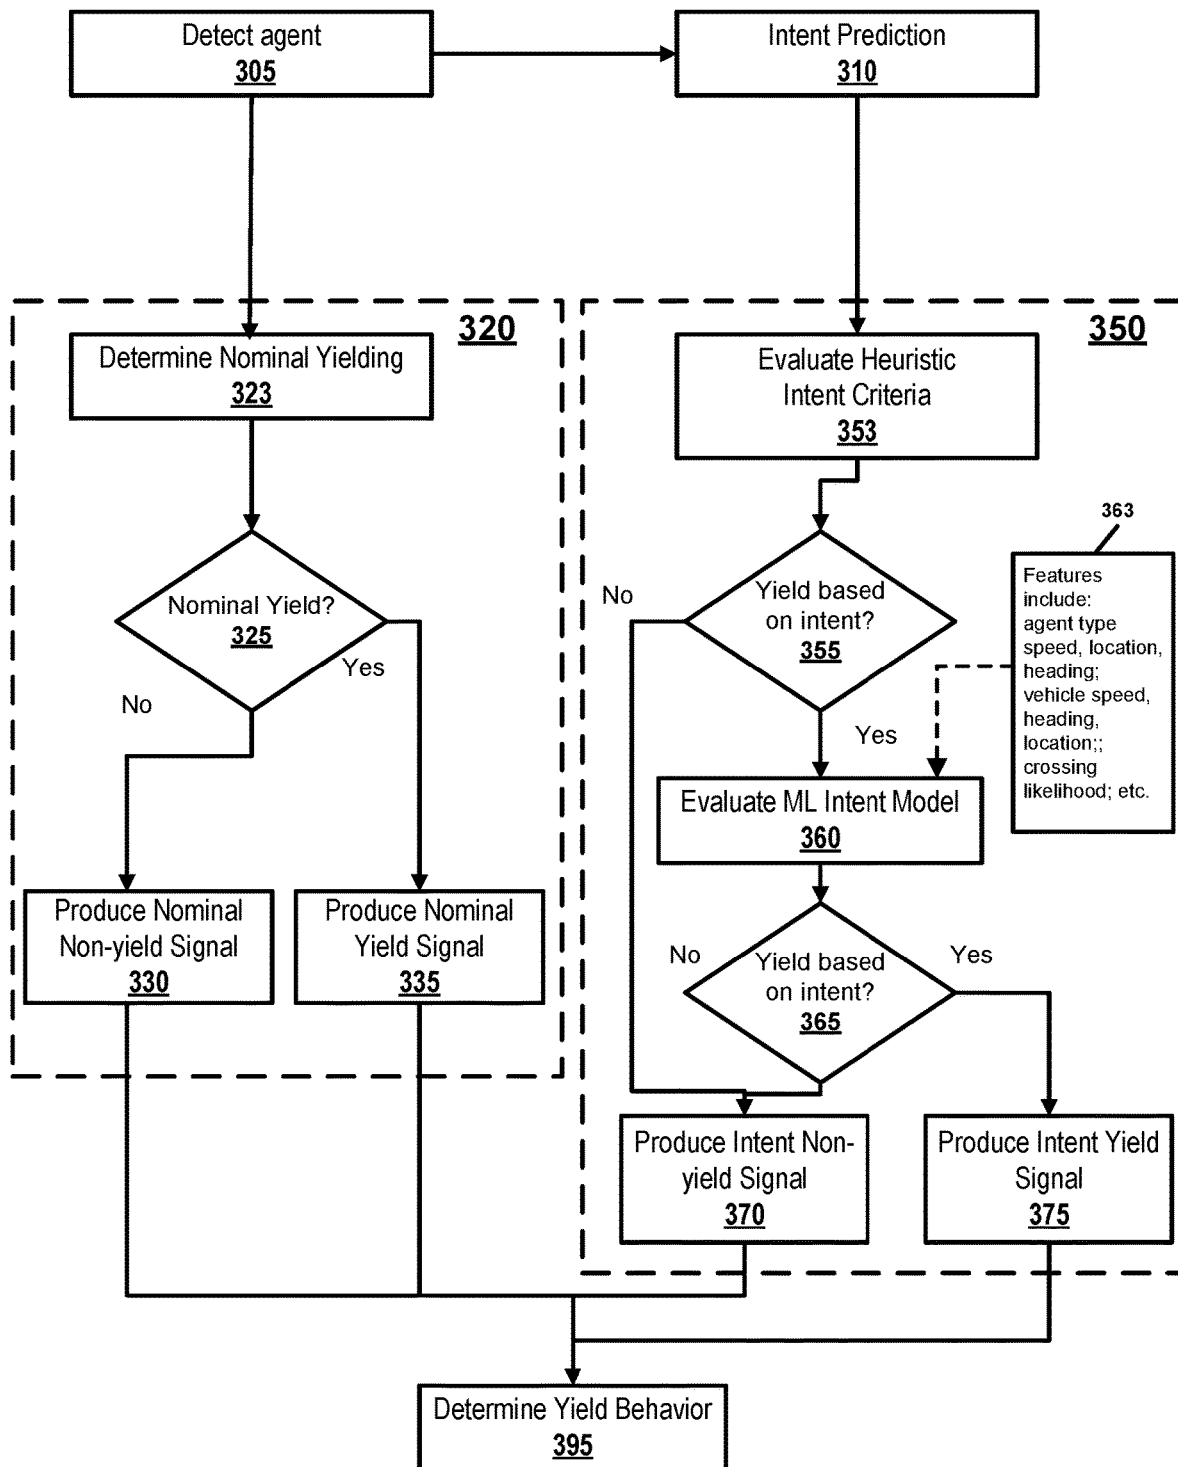 Detect agent
305
Intent Prediction
310
320
Determine Nominal Yielding
323
Nominal Yield?
325
Yes
No
Produce Nominal
Non-yield Signal
330
Produce Nominal
Yield Signal
335
350
Evaluate Heuristic
Intent Criteria
353
363
Features
include:
agent type
speed, location,
heading;
vehicle speed,
heading,
location;;
crossing
likelihood; etc.
No
Yield based
on intent?
355
Yes
Evaluate ML Intent Model
360
No
Yield based
on intent?
365
Yes
Produce Intent Non-
yield Signal
370
Produce Intent Yield
Signal
375
Determine Yield Behavior
395